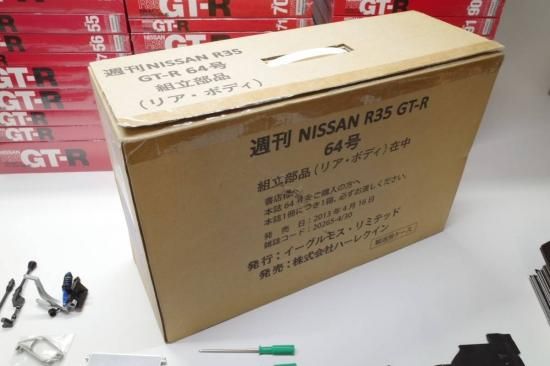 週刊 NISSAN R35
GT-R 64号
組立部品
(リア・ボディ)
週刊 NISSAN R35 GT-R
64号
組立部品(リア・ボディ)在中
書店様へ
本誌64号をご購入の方へ
本誌1冊につき1個、必ずお渡しください。
発売日:2013年4月16日
雑誌コード:20265-4/30
発行:イーグルモス・リミテッド
発売:株式会社ハーレクイン
NISSAN
R35
GT-R
GT-R
GT-R
GT-R
55
56
70
71
90